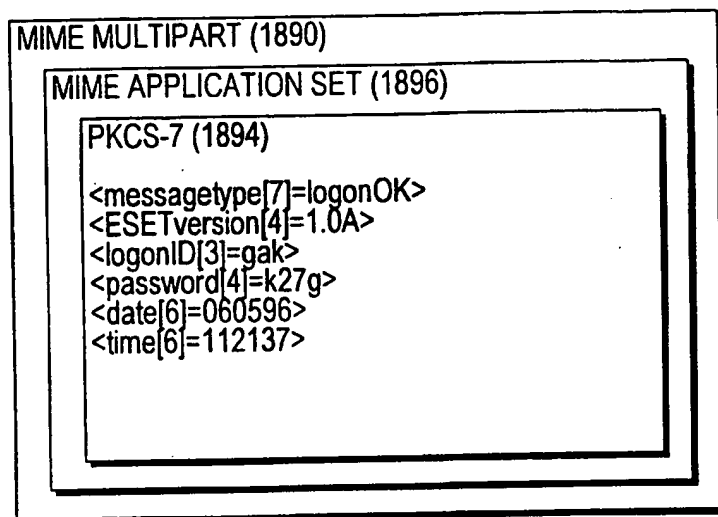 MIME MULTIPART (1890)
MIME APPLICATION SET (1896)
PKCS-7 (1894)
<messagetype[7]=logonOK>
<ESETversion[4]=1.0A>
<logonID[3]=gak>
<password[4]=k27g>
<date[6]=060596>
<time[6]=112137>